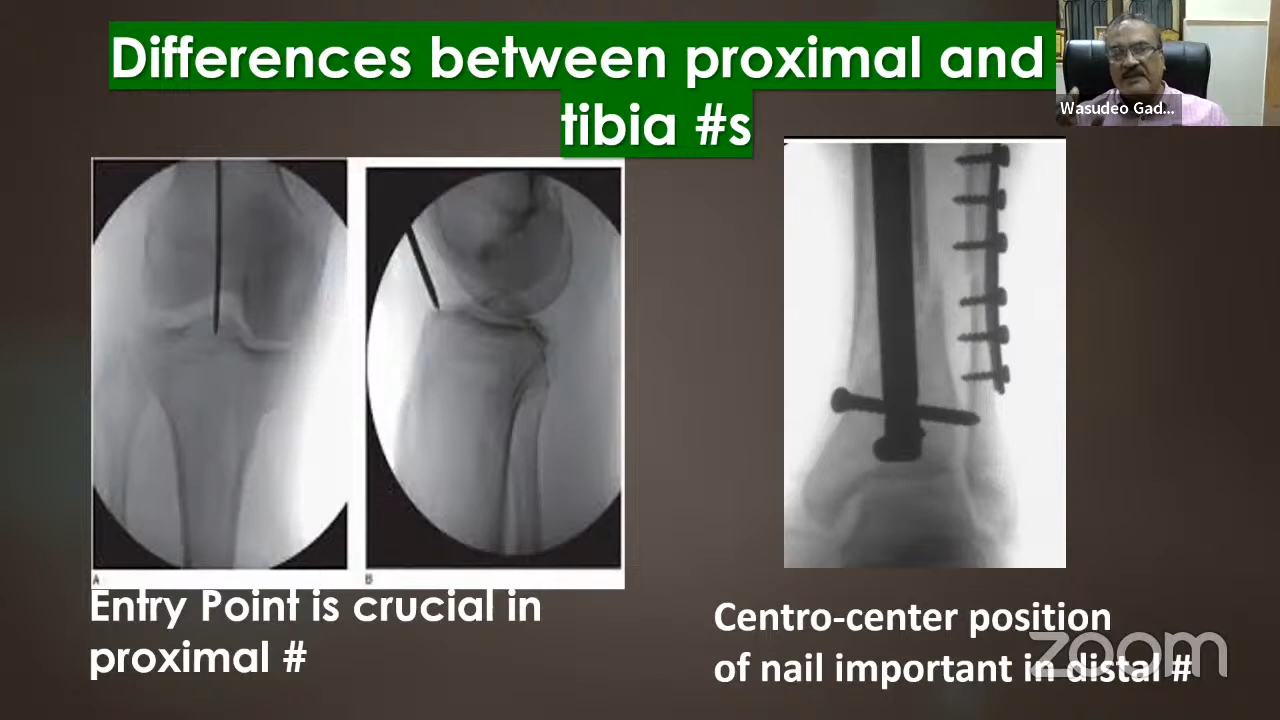 Differences between proximal and
tibia #s
Wasudeo Gad...
A
B
Entry Point is crucial in
proximal #
Centro-center position
of nail important in distal #
zoom